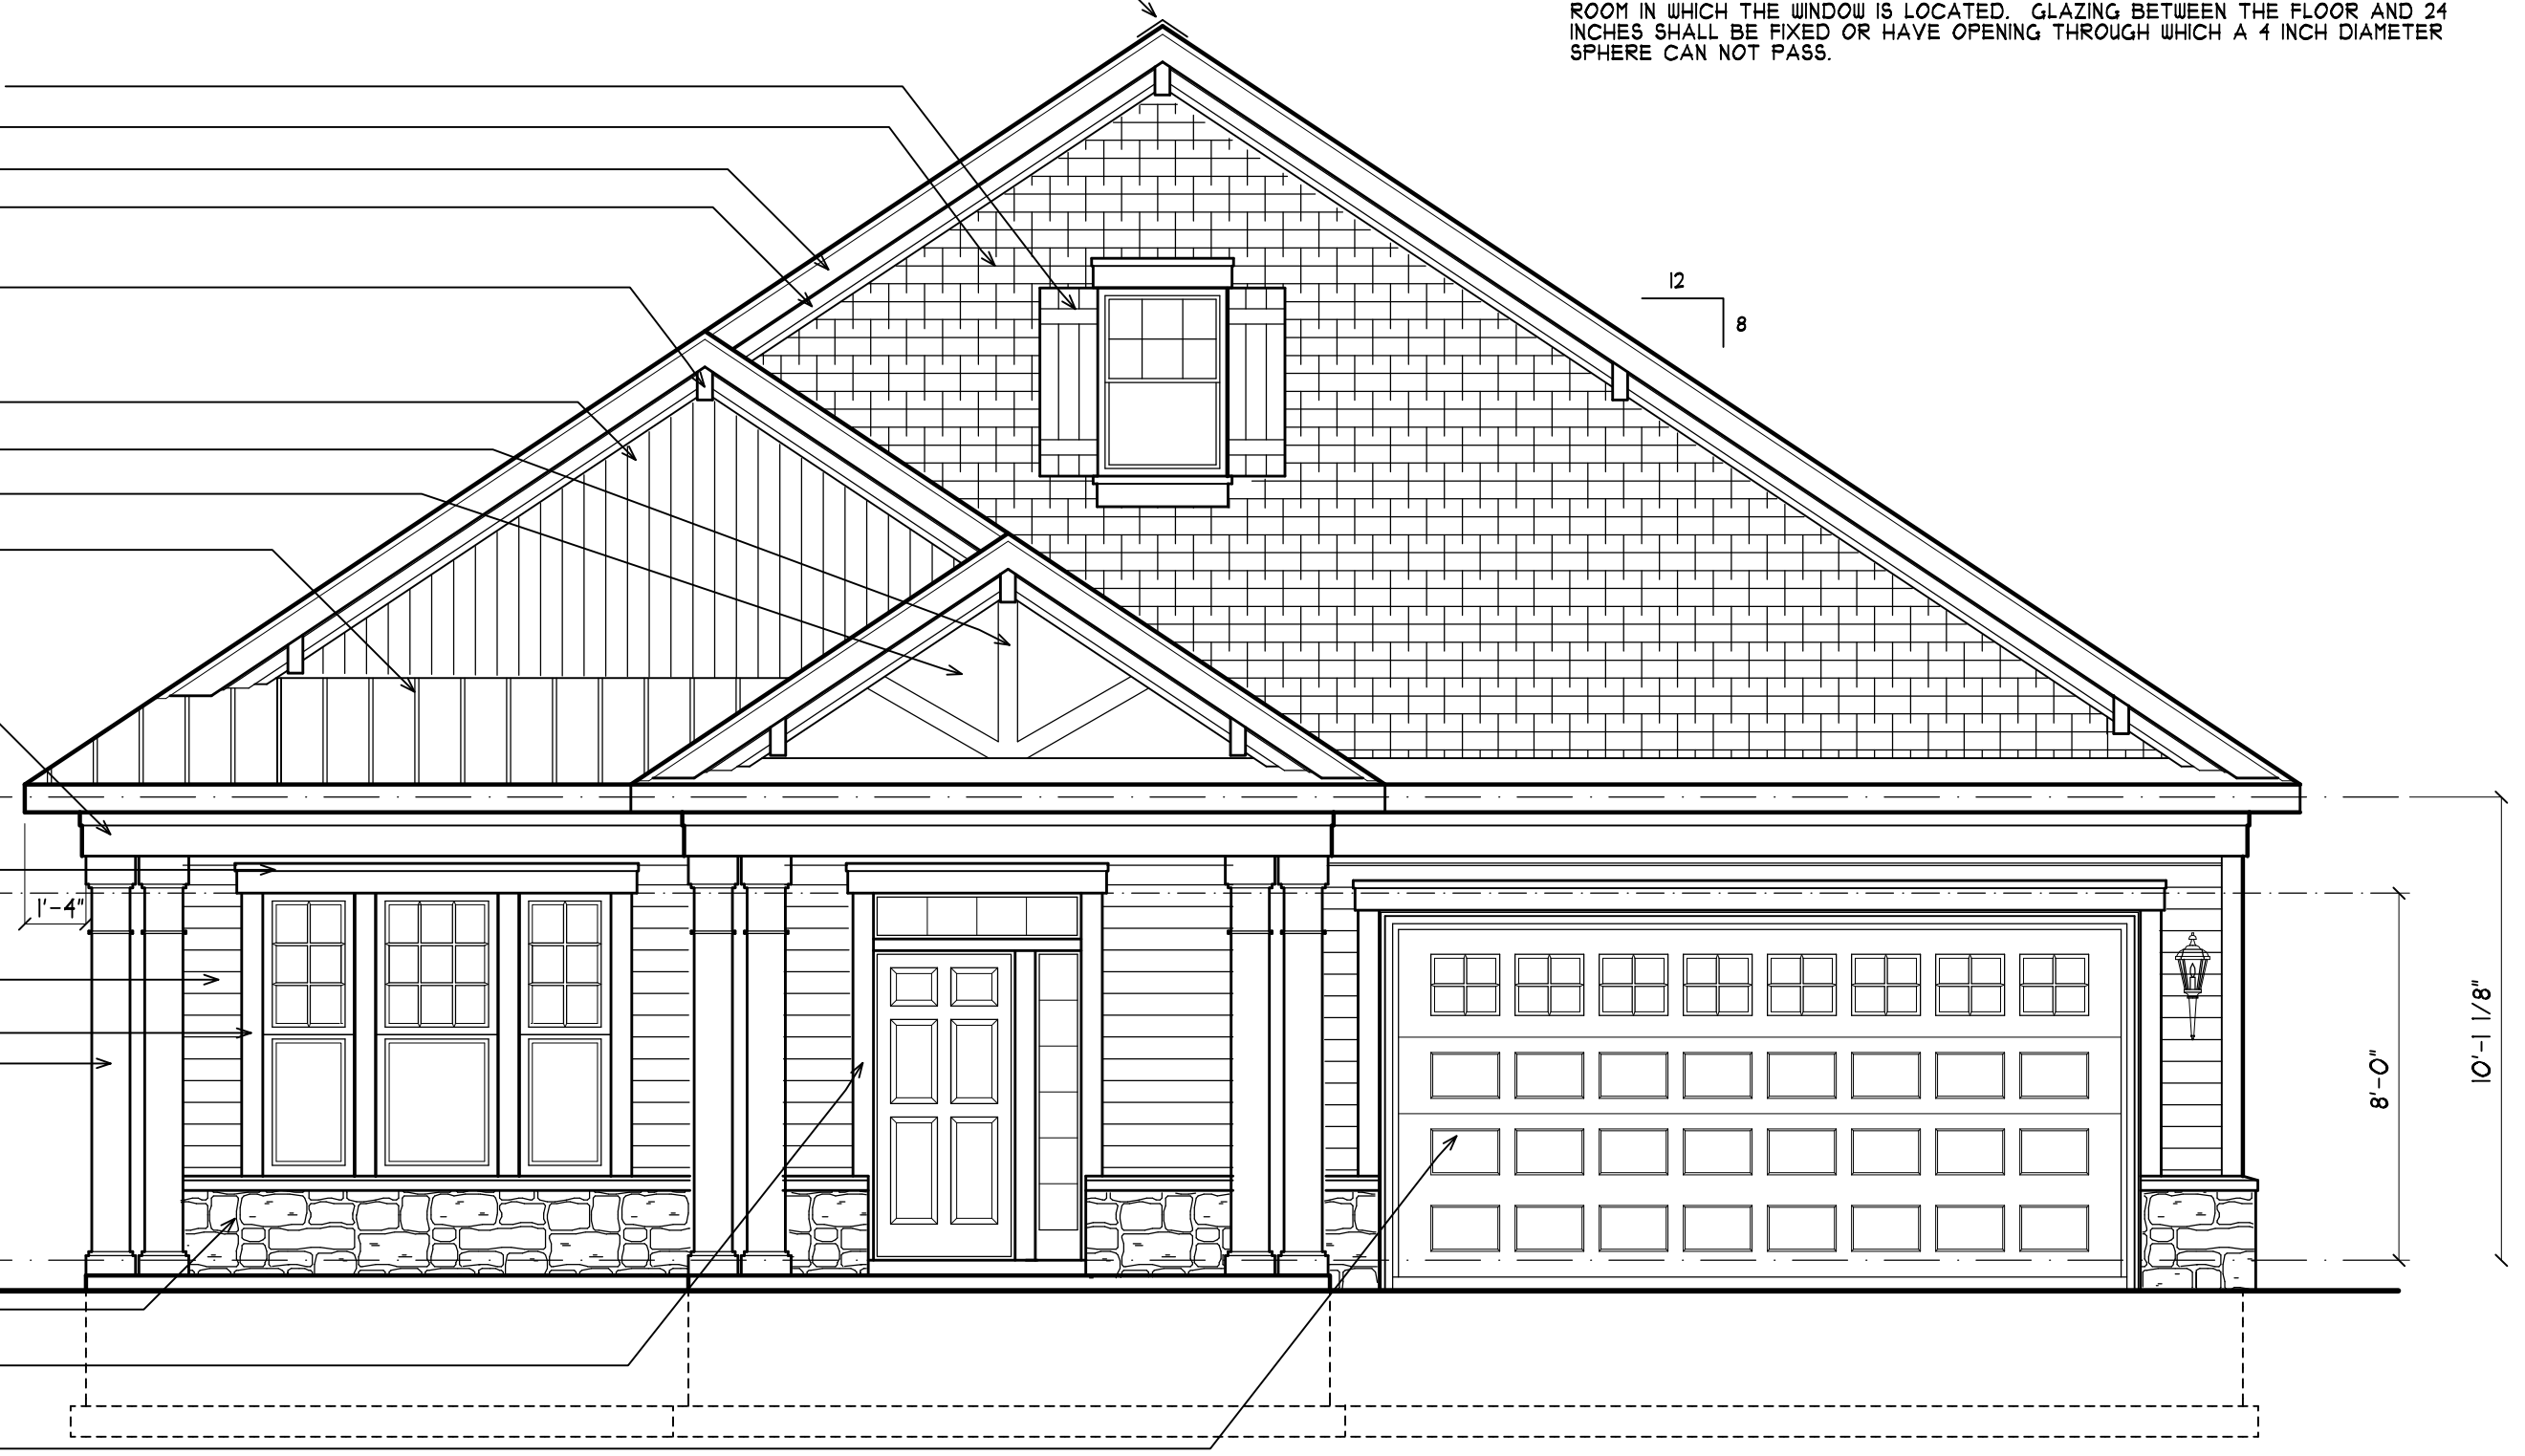 ROOM IN WHICH THE WINDOW IS LOCATED. GLAZING BETWEEN THE FLOOR AND 24
INCHES SHALL BE FIXED OR HAVE OPENING THROUGH WHICH A 4 INCH DIAMETER
SPHERE CAN NOT PASS.
12
8
1'-4"
8'-0"
10'-1 1/8"